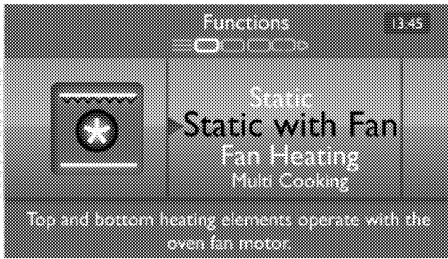 Functions
13:45
Static
Static with Fan
Fan Heating
Multi Cooking
Top and bottom heating elements operate with the
oven fan motor.